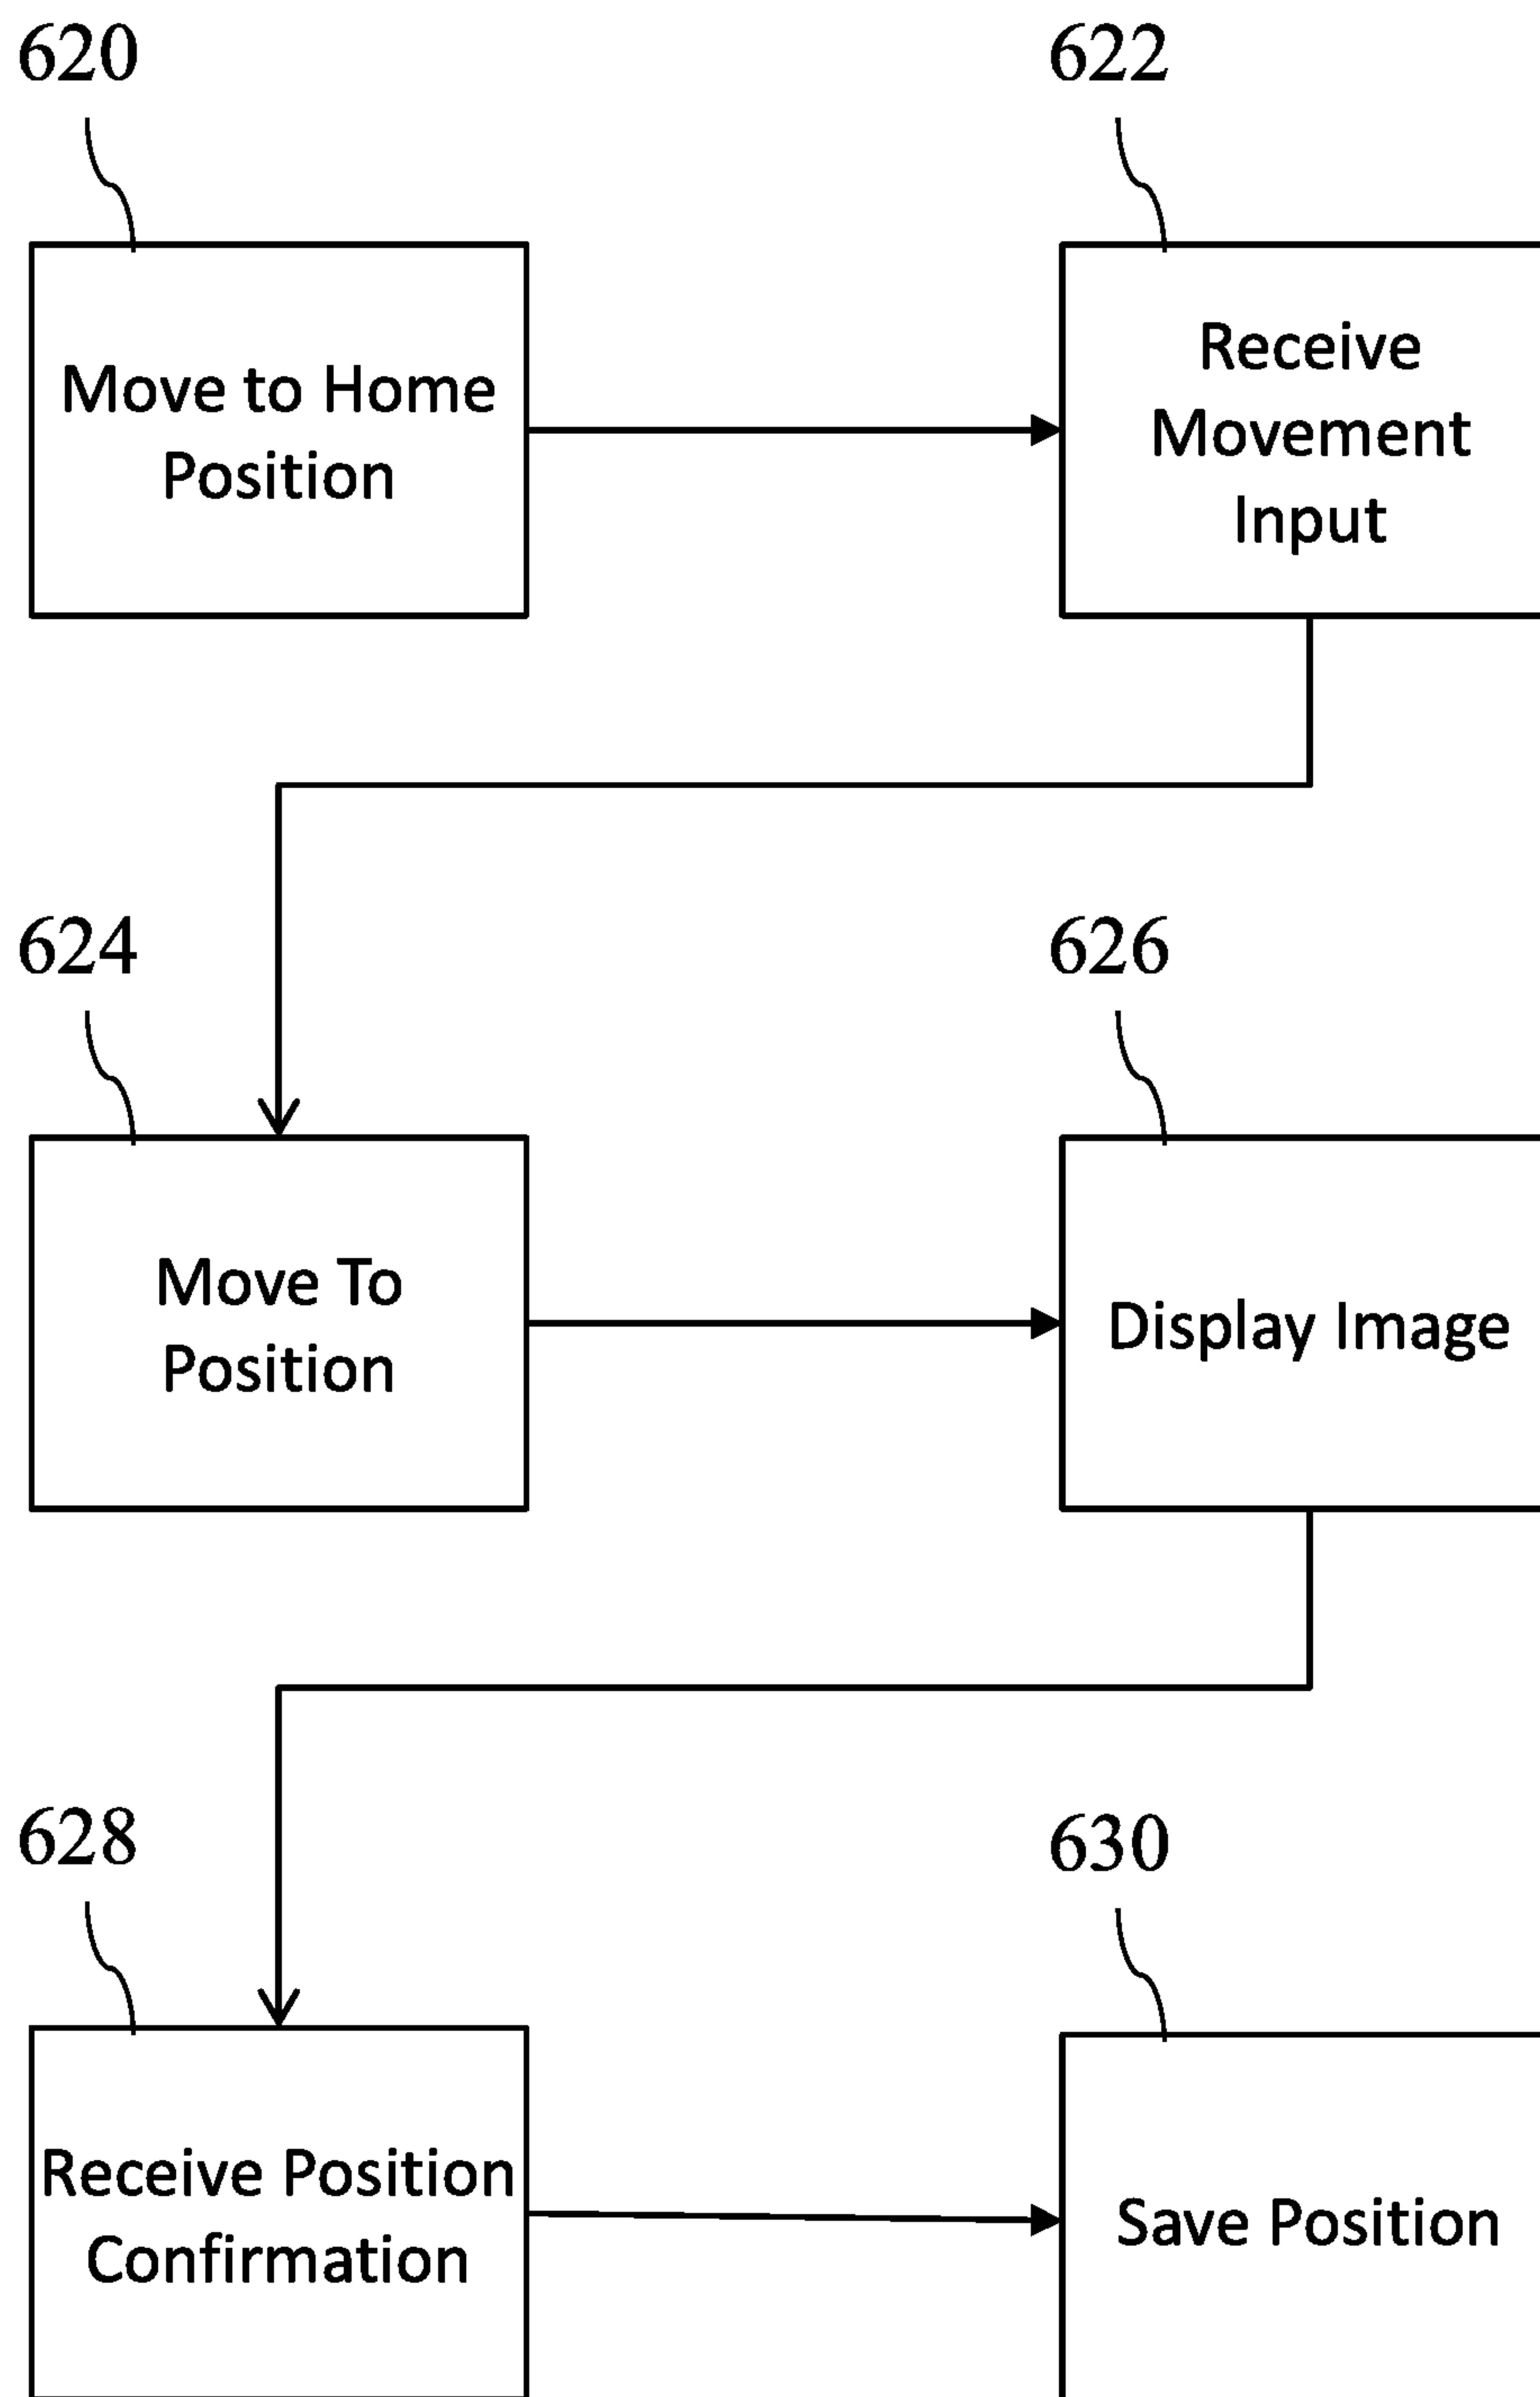 620
622
Move to Home
Position
Receive
Movement
Input
624
626
Move To
Position
Display Image
628
630
Receive Position
Confirmation
Save Position